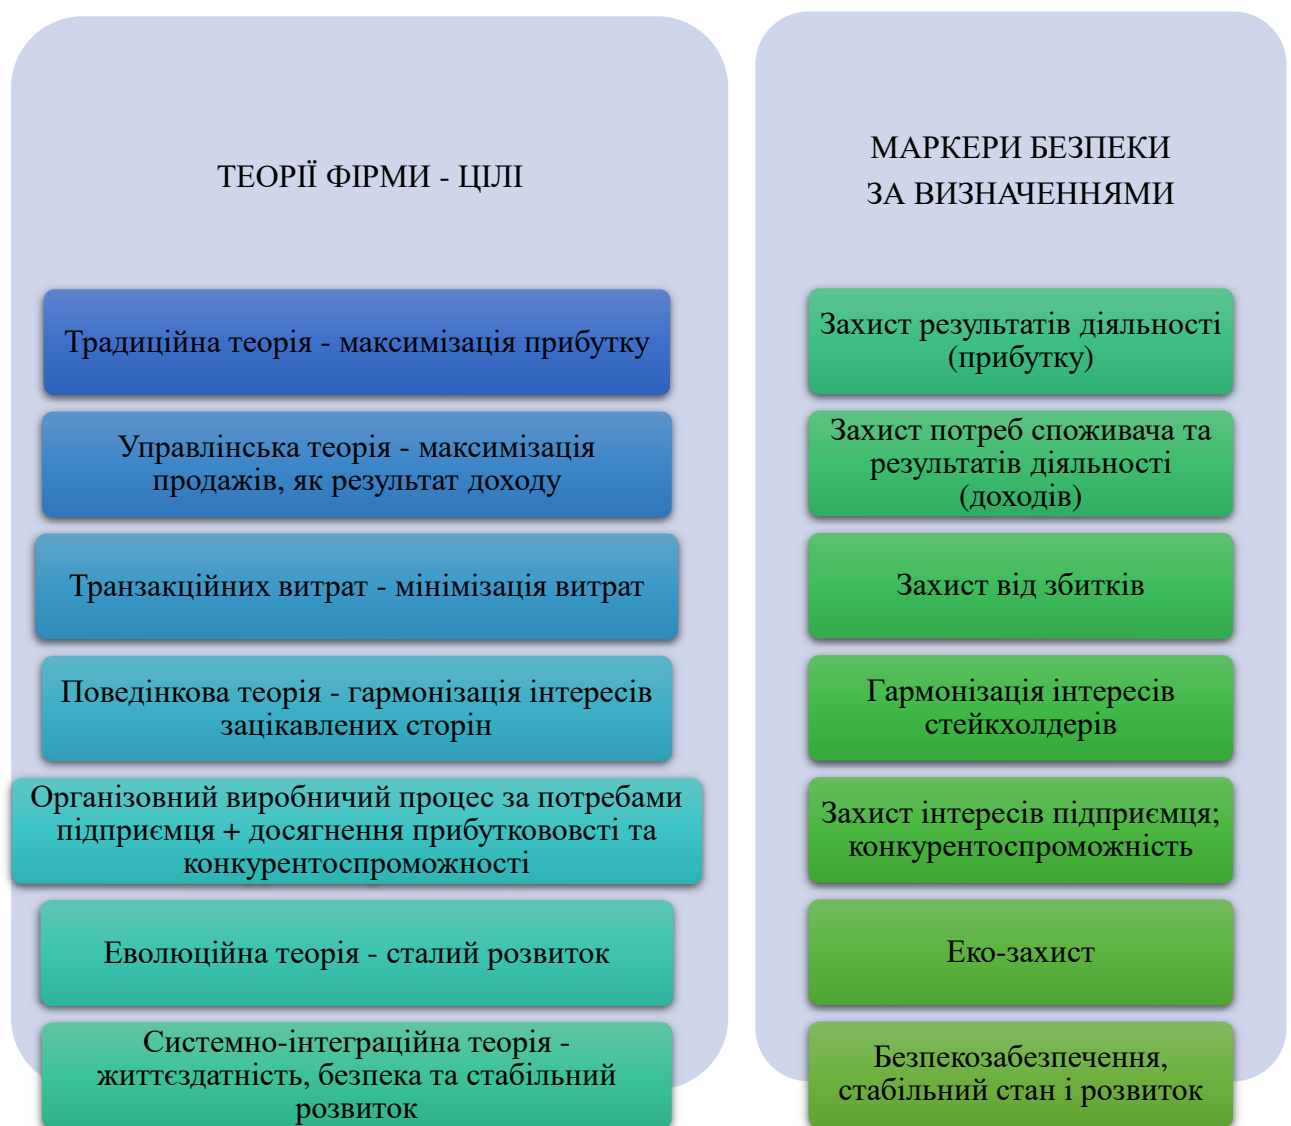 ТЕОРІЇ ФІРМИ - ЦІЛІ
Традиційна теорія - максимізація прибутку
Управлінська теорія - максимізація
продажів, як результат доходу
Транзакційних витрат - мінімізація витрат
Поведінкова теорія - гармонізація інтересів
зацікавлених сторін
Організовний виробничий процес за потребами
підприємця + досягнення прибуткововсті та
конкурентоспроможності
Еволюційна теорія - сталий розвиток
Системно-інтеграційна теорія -
життєздатність, безпека та стабільний
розвиток
МАРКЕРИ БЕЗПЕКИ
ЗА ВИЗНАЧЕННЯМИ
Захист результатів діяльності
(прибутку)
Захист потреб споживача та
результатів діяльності
(доходів)
Захист від збитків
Гармонізація інтересів
стейкхолдерів
Захист інтересів підприємця;
конкурентоспроможність
Еко-захист
Безпекозабезпечення,
стабільний стан і розвиток